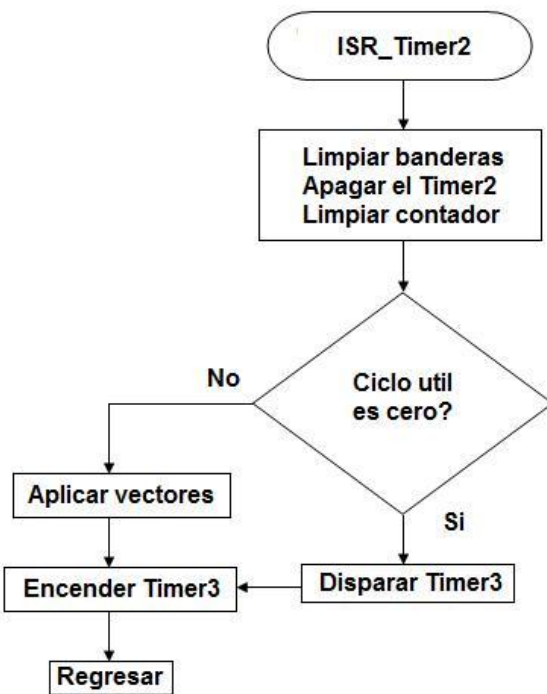 ISR_Timer2
Limpiar banderas
Apagar el Timer2
Limpiar contador
Ciclo util
es cero?
No
Si
Aplicar vectores
Disparar Timer3
Encender Timer3
Regresar